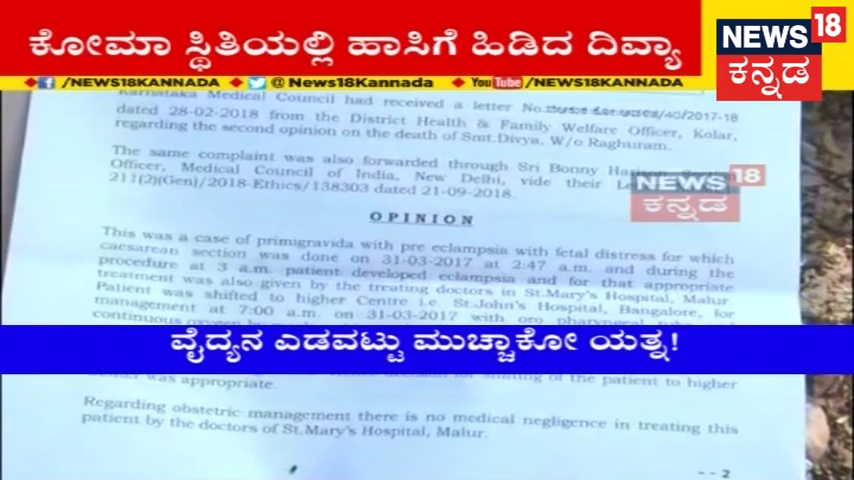 ಕೋಮಾ ಸ್ಥಿತಿಯಲ್ಲಿ ಹಾಸಿಗೆ ಹಿಡಿದ ದಿವ್ಯಾ
NEWS 18
ಕನ್ನಡ
/NEWS18KANNADA @News18Kannada YouTube /NEWS18KANNADA
Karnataka Medical Council had received a letter No. /40/2017-18
dated 28-02-2018 from the District Health & Family Welfare Officer, Kolar,
regarding the second opinion on the death of Smt.Divya, W/o Raghuram.
The same complaint was also forwarded through Sri Bonny
Officer, Medical Council of India, New Delhi, vide their
211(2)(Gen)/2018-Ethics/138303 dated 21-09-2018.
NEWS 18
ಕನ್ನಡ
OPINION
This was a case of primigravida with pre eclampsia with fetal distress for which
caesarean section was done on 31-03-2017 at 2:47 a.m. and during the
procedure at 3 a.m. patient developed eclampsia and for that appropriate
treatment was also given by the treating doctors in St.Mary's Hospital, Malur.
Patient was shifted to higher Centre i.e. St.John's Hospital, Bangalore, for
management at 7:00 a.m. on 31-03-2017 with oro pharyngeal
continuous oxygen
ವೈದ್ಯನ ಎಡವಟ್ಟು ಮುಚ್ಚಾಕೋ ಯತ್ನ!
shifting of the patient to higher
was appropriate.
Regarding obstetric management there is no medical negligence in treating this
patient by the doctors of St.Mary's Hospital, Malur.
--2